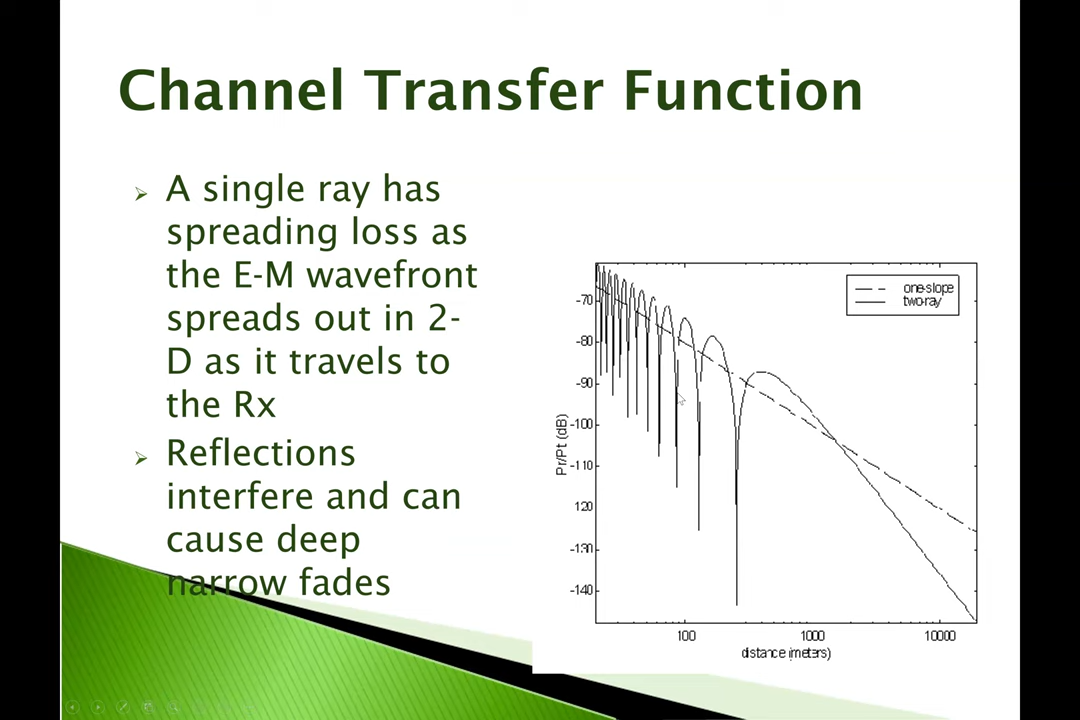 Channel Transfer Function
A single ray has
spreading loss as
the E-M wavefront
spreads out in 2-
D as it travels to
the Rx
Reflections
interfere and can
cause deep
narrow fades
one-slope
two-ray
-70
-80
-90
-100
-110
120
-130
-140
Pr/Pt (dB)
100
1000
10000
distance (meters)